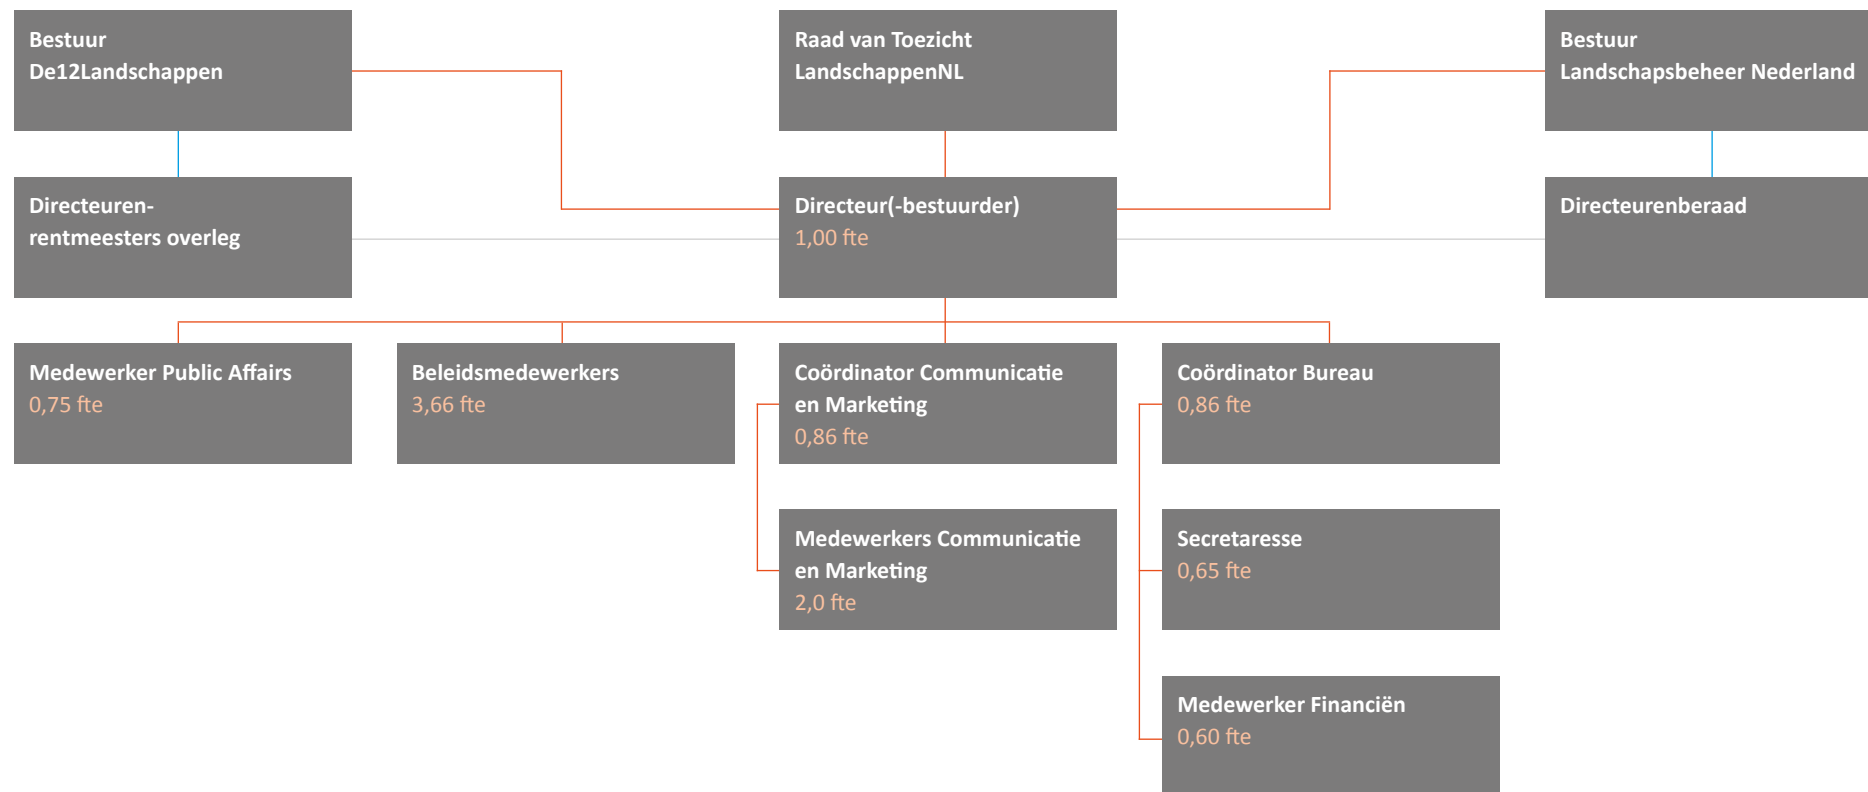 Bestuur
De12Landschappen
Raad van Toezicht
LandschappenNL
Bestuur
Landschapsbeheer Nederland
Directeuren-
rentmeesters overleg
Directeur(-bestuurder)
1,00 fte
Directeurenberaad
Medewerker Public Affairs
0,75 fte
Beleidsmedewerkers
3,66 fte
Coördinator Communicatie
en Marketing
0,86 fte
Coördinator Bureau
0,86 fte
Medewerkers Communicatie
en Marketing
2,0 fte
Secretaresse
0,65 fte
Medewerker Financiën
0,60 fte